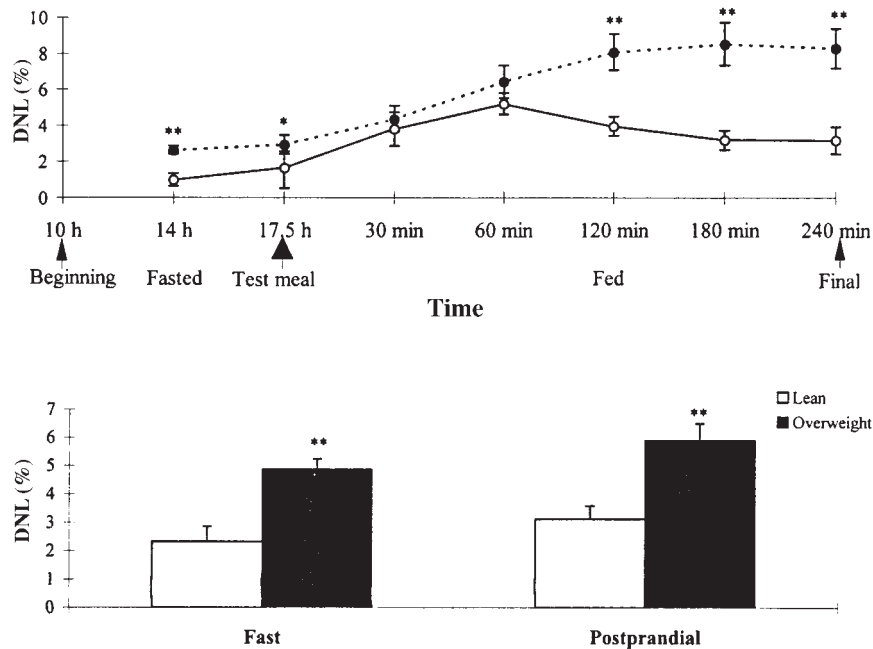 10
8
6
4
2
0
DNL (%)
** * ** ** **
10 h 14 h 17.5 h 30 min 60 min 120 min 180 min 240 min
Beginning Fasted Test meal Fed Final
Time
Lean
Overweight
7
6
5
4
3
2
1
0
DNL (%)
** **
Fast Postprandial